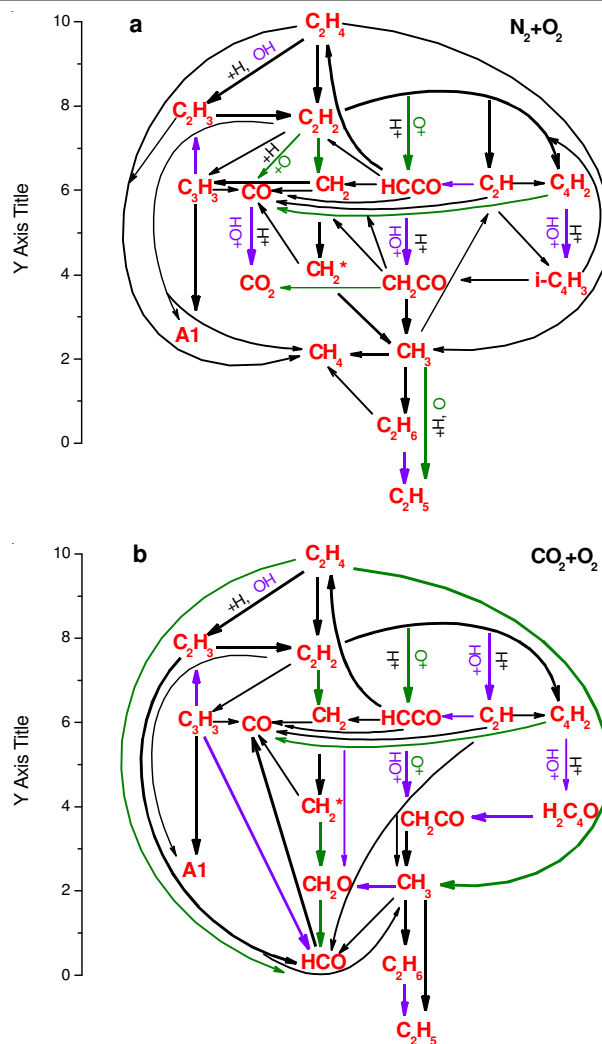 a
N₂+O₂
C₂H₄
+H, OH
C₂H₃
C₂H₂
+H
+O
+H
+O
C₃H₃
CO
CH₂
HCCO
C₂H
C₄H₂
+OH
+H
+OH
+H
+OH
+H
CO₂
CH₂*
CH₂CO
i-C₄H₃
A1
CH₄
CH₃
+H,
O
C₂H₆
C₂H₅
Y Axis Title
10
8
6
4
2
0
b
CO₂+O₂
C₂H₄
+H, OH
C₂H₃
C₂H₂
+H
+O
+OH
+H
C₃H₃
CO
CH₂
HCCO
C₂H
C₄H₂
+OH
+O
+OH
+H
CH₂*
CH₂CO
H₂C₄O
A1
CH₂O
CH₃
HCO
C₂H₆
C₂H₅
Y Axis Title
10
8
6
4
2
0